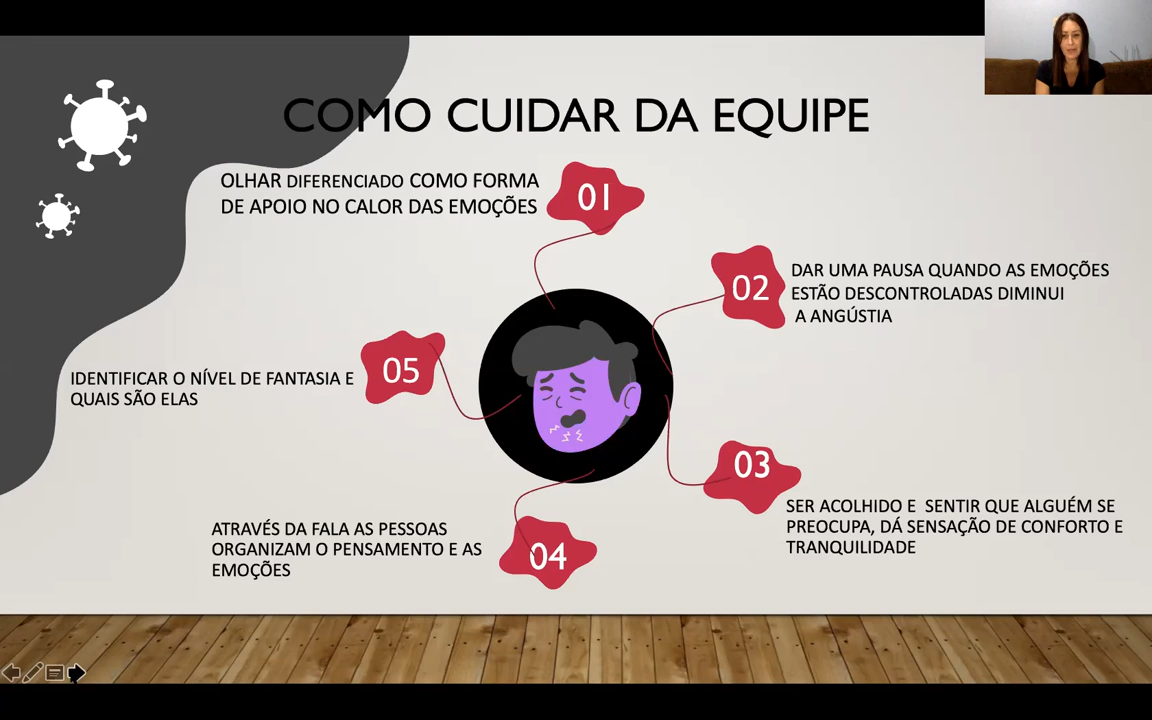 COMO CUIDAR DA EQUIPE
OLHAR DIFERENCIADO COMO FORMA
DE APOIO NO CALOR DAS EMOÇÕES
01
02
DAR UMA PAUSA QUANDO AS EMOÇÕES
ESTÃO DESCONTROLADAS DIMINUI
A ANGÚSTIA
03
SER ACOLHIDO E SENTIR QUE ALGUÉM SE
PREOCUPA, DÁ SENSAÇÃO DE CONFORTO E
TRANQUILIDADE
04
ATRAVÉS DA FALA AS PESSOAS
ORGANIZAM O PENSAMENTO E AS
EMOÇÕES
05
IDENTIFICAR O NÍVEL DE FANTASIA E
QUAIS SÃO ELAS